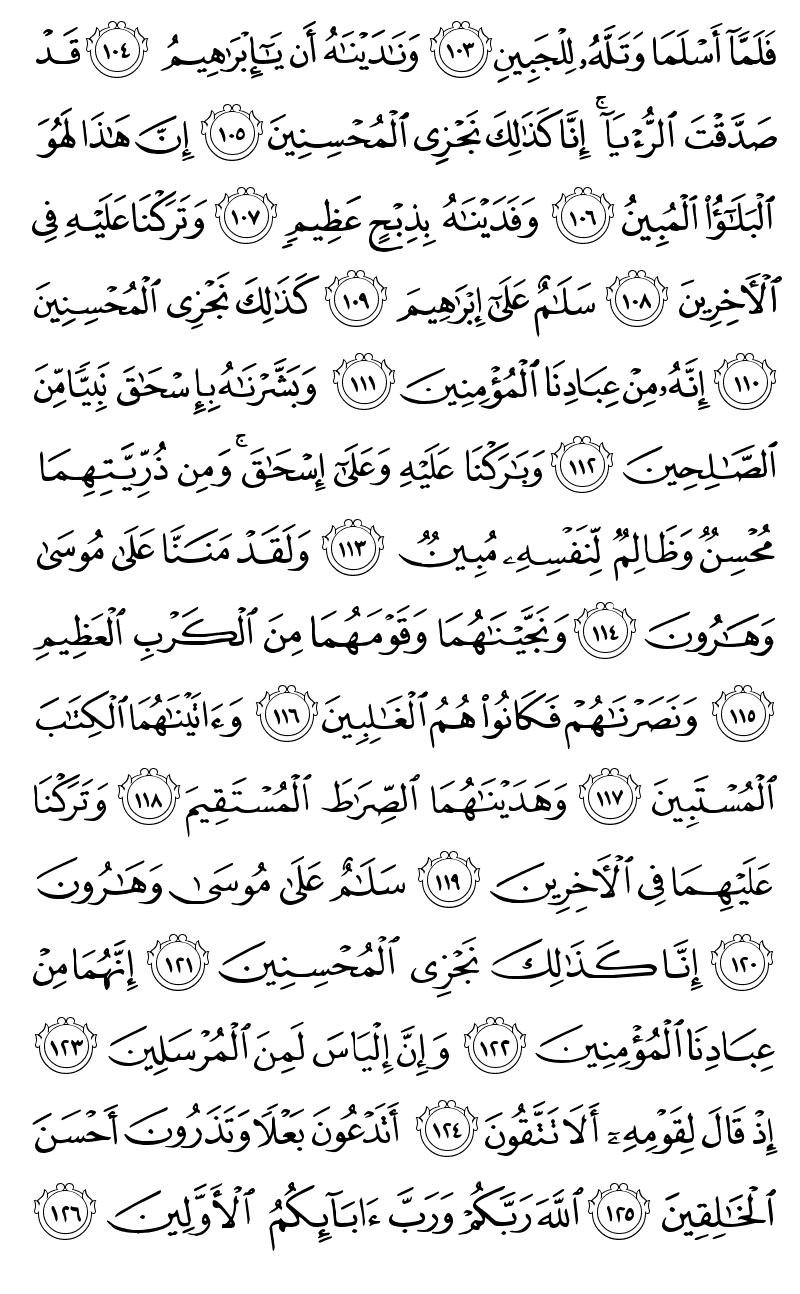 فَلَمَّآ أَسْلَمَا وَتَلَّهُۥ لِلْجَبِينِ ١٠٣ وَنَٰدَيْنَٰهُ أَن يَٰٓإِبْرَٰهِيمُ ١٠٤ قَدْ
صَدَّقْتَ ٱلرُّءْيَآ ۚ إِنَّا كَذَٰلِكَ نَجْزِى ٱلْمُحْسِنِينَ ١٠٥ إِنَّ هَٰذَا لَهُوَ
ٱلْبَلَٰٓؤُا۟ ٱلْمُبِينُ ١٠٦ وَفَدَيْنَٰهُ بِذِبْحٍ عَظِيمٍ ١٠٧ وَتَرَكْنَا عَلَيْهِ فِى
ٱلْأَخِرِينَ ١٠٨ سَلَٰمٌ عَلَىٰٓ إِبْرَٰهِيمَ ١٠٩ كَذَٰلِكَ نَجْزِى ٱلْمُحْسِنِينَ
١١٠ إِنَّهُۥ مِنْ عِبَادِنَا ٱلْمُؤْمِنِينَ ١١١ وَبَشَّرْنَٰهُ بِإِسْحَٰقَ نَبِيًّا مِّنَ
ٱلصَّٰلِحِينَ ١١٢ وَبَٰرَكْنَا عَلَيْهِ وَعَلَىٰٓ إِسْحَٰقَ ۚ وَمِن ذُرِّيَّتِهِمَا
مُحْسِنٌ وَظَالِمٌ لِّنَفْسِهِۦ مُبِينٌ ١١٣ وَلَقَدْ مَنَنَّا عَلَىٰ مُوسَىٰ
وَهَٰرُونَ ١١٤ وَنَجَّيْنَٰهُمَا وَقَوْمَهُمَا مِنَ ٱلْكَرْبِ ٱلْعَظِيمِ
١١٥ وَنَصَرْنَٰهُمْ فَكَانُوا۟ هُمُ ٱلْغَٰلِبِينَ ١١٦ وَءَاتَيْنَٰهُمَا ٱلْكِتَٰبَ
ٱلْمُسْتَبِينَ ١١٧ وَهَدَيْنَٰهُمَا ٱلصِّرَٰطَ ٱلْمُسْتَقِيمَ ١١٨ وَتَرَكْنَا
عَلَيْهِمَا فِى ٱلْأَخِرِينَ ١١٩ سَلَٰمٌ عَلَىٰ مُوسَىٰ وَهَٰرُونَ
١٢٠ إِنَّا كَذَٰلِكَ نَجْزِى ٱلْمُحْسِنِينَ ١٢١ إِنَّهُمَا مِنْ
عِبَادِنَا ٱلْمُؤْمِنِينَ ١٢٢ وَإِنَّ إِلْيَاسَ لَمِنَ ٱلْمُرْسَلِينَ ١٢٣
إِذْ قَالَ لِقَوْمِهِۦٓ أَلَا تَتَّقُونَ ١٢٤ أَتَدْعُونَ بَعْلًا وَتَذَرُونَ أَحْسَنَ
ٱلْخَٰلِقِينَ ١٢٥ ٱللَّهَ رَبَّكُمْ وَرَبَّ ءَابَآئِكُمُ ٱلْأَوَّلِينَ ١٢٦